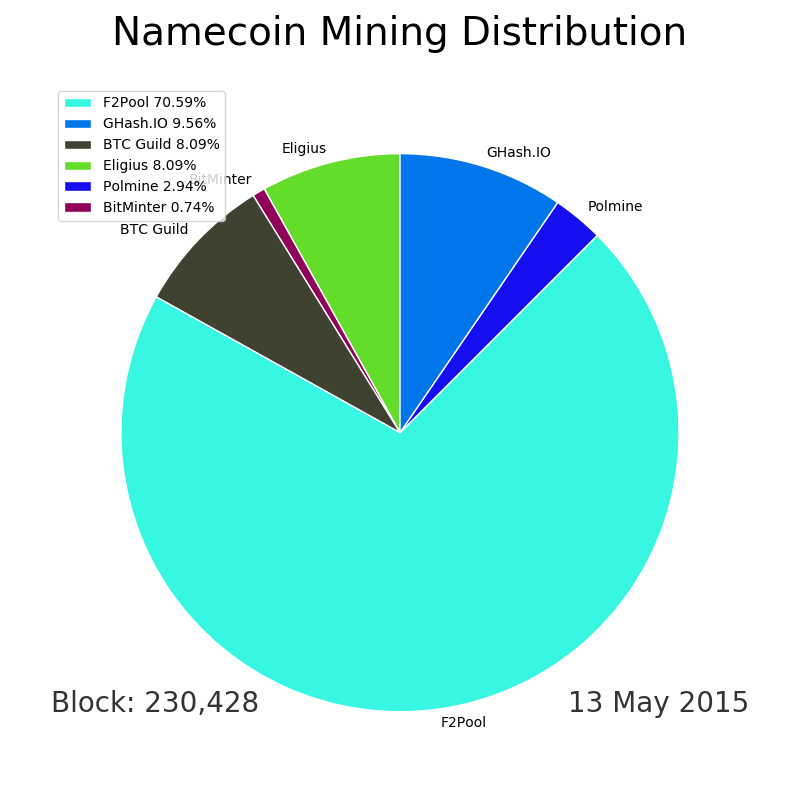 Namecoin Mining Distribution
F2Pool 70.59%
GHash.IO 9.56%
BTC Guild 8.09%
Eligius 8.09%
Polmine 2.94%
BitMinter 0.74%
Eligius
GHash.IO
BitMinter
Polmine
BTC Guild
Block: 230,428
13 May 2015
F2Pool